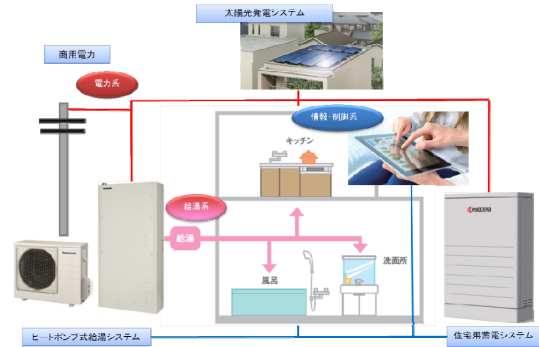 太陽光発電システム
商用電力
電力系
情報・制御系
キッチン
KYOCERA
給湯系
給湯
洗面所
風呂
ヒートポンプ式給湯システム
住宅用蓄電システム